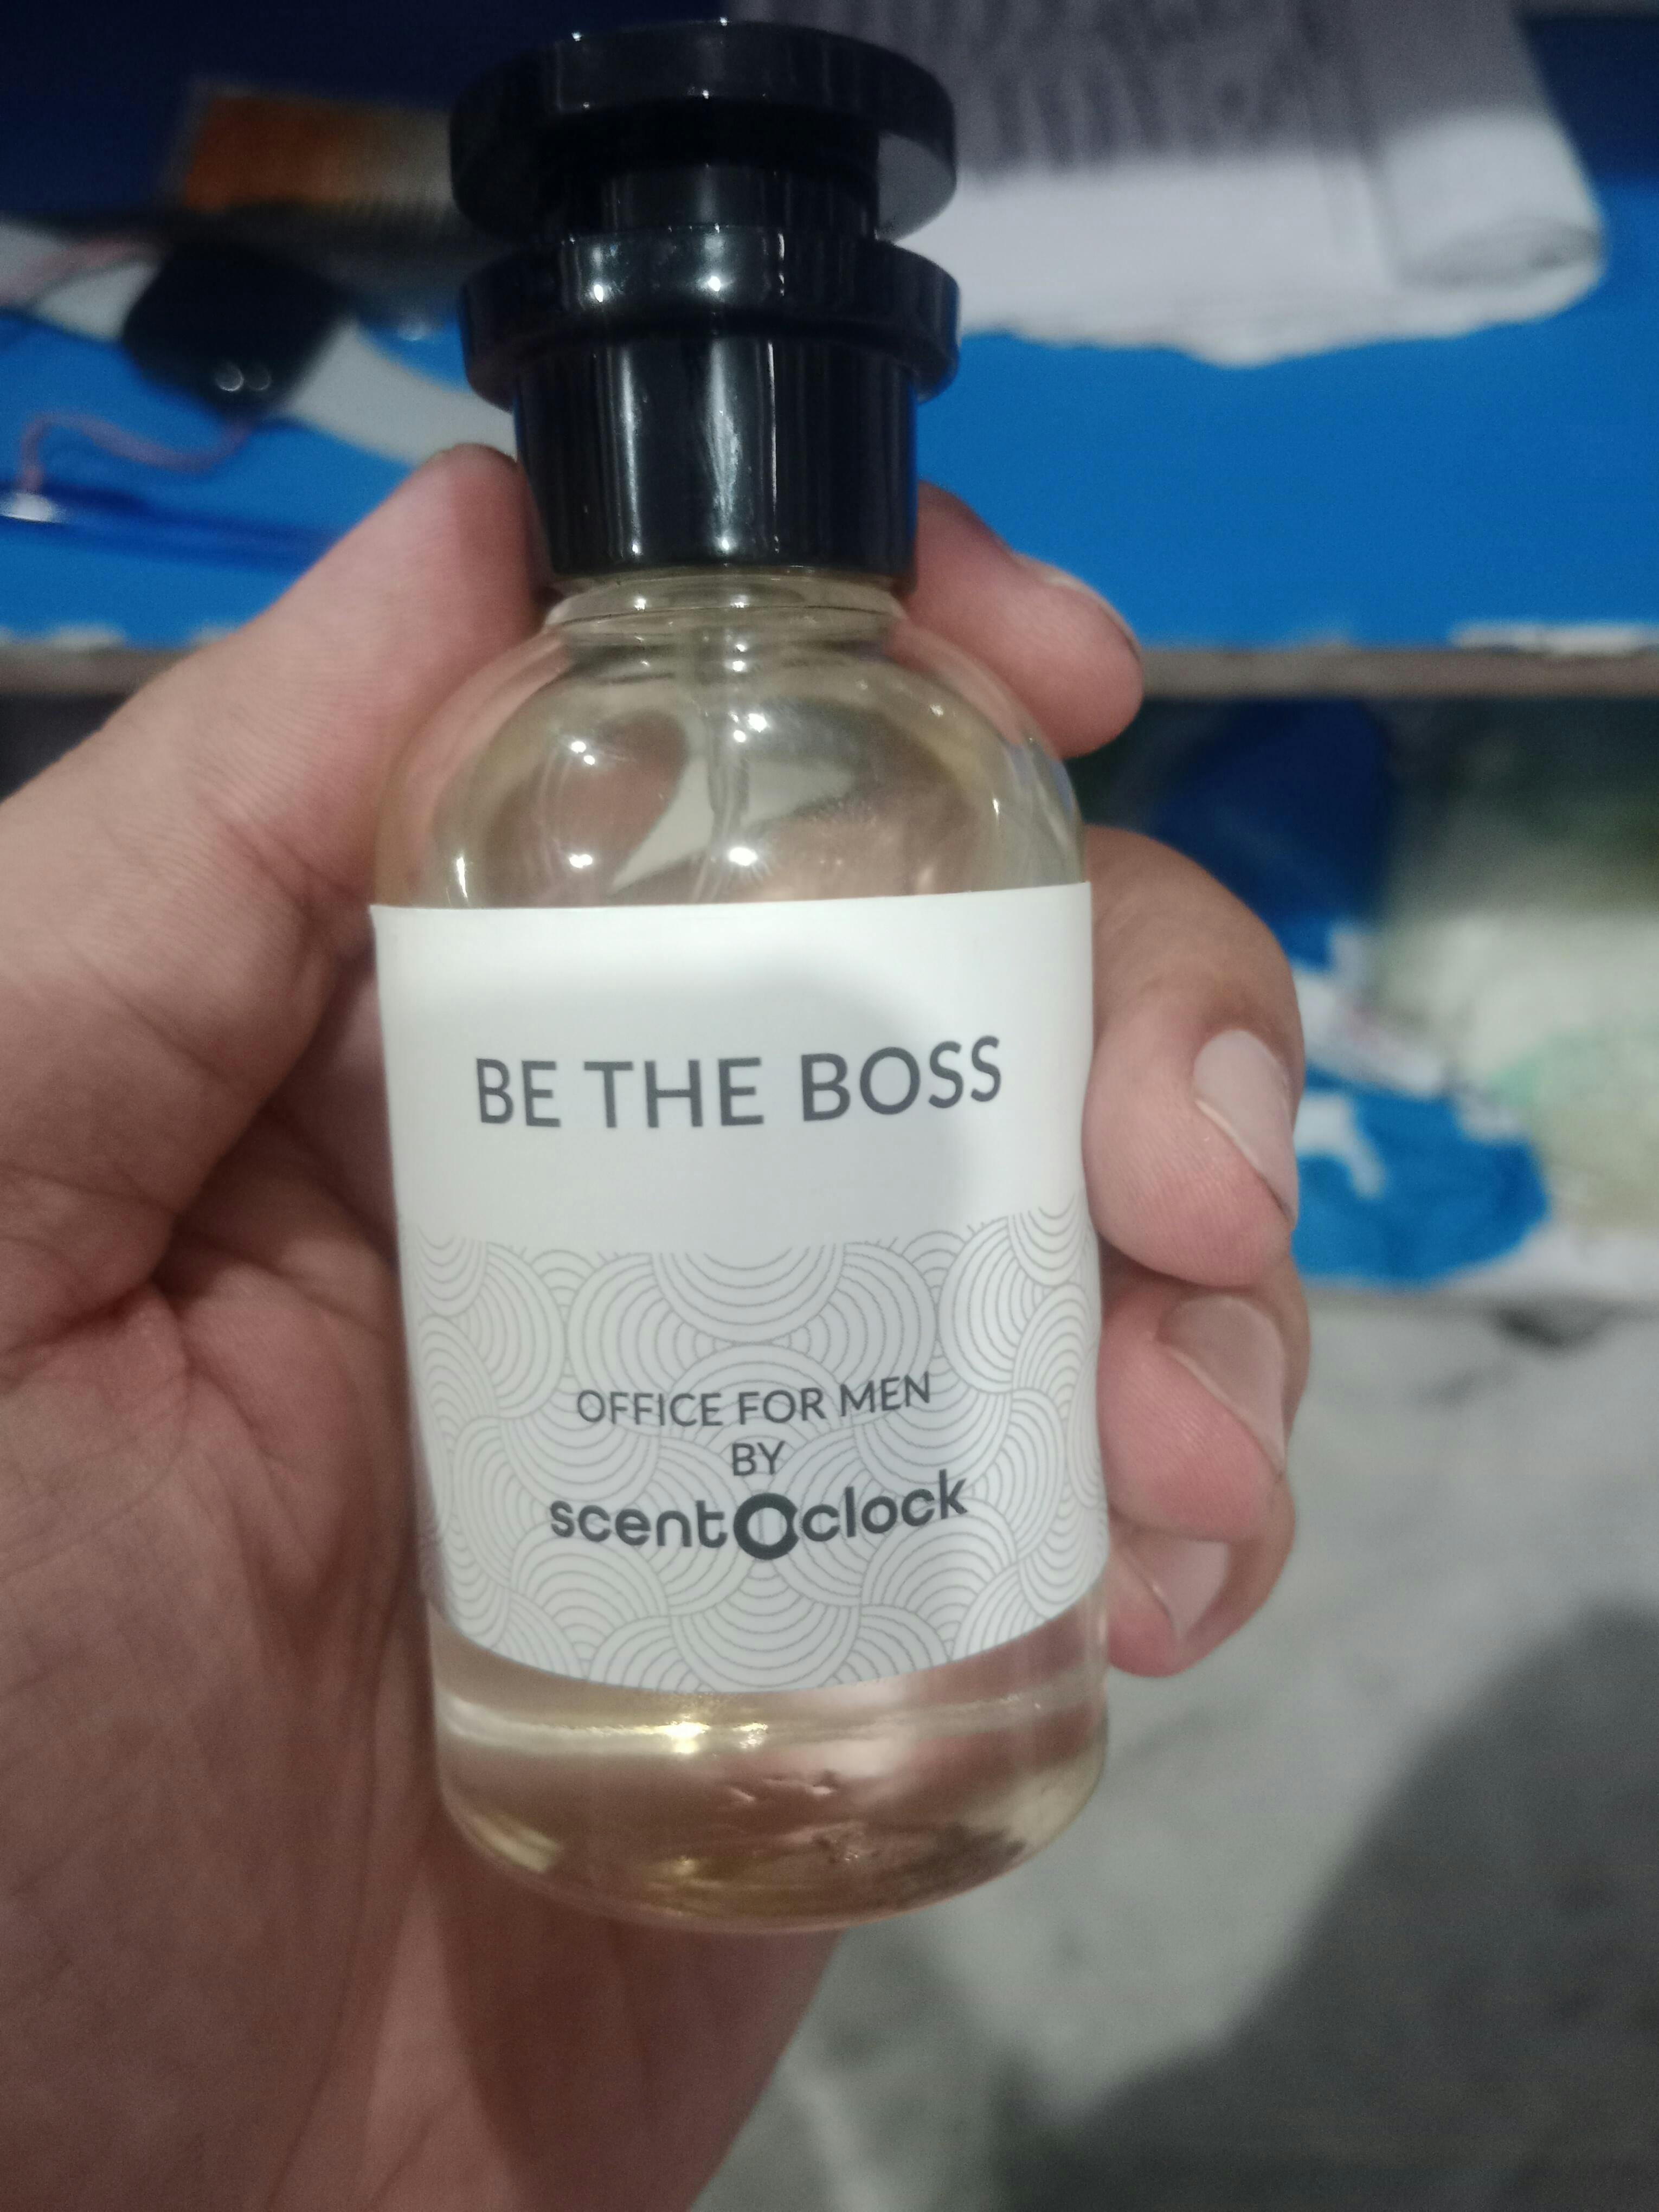 BE THE BOSS
OFFICE FOR MEN
BY
scentOclock